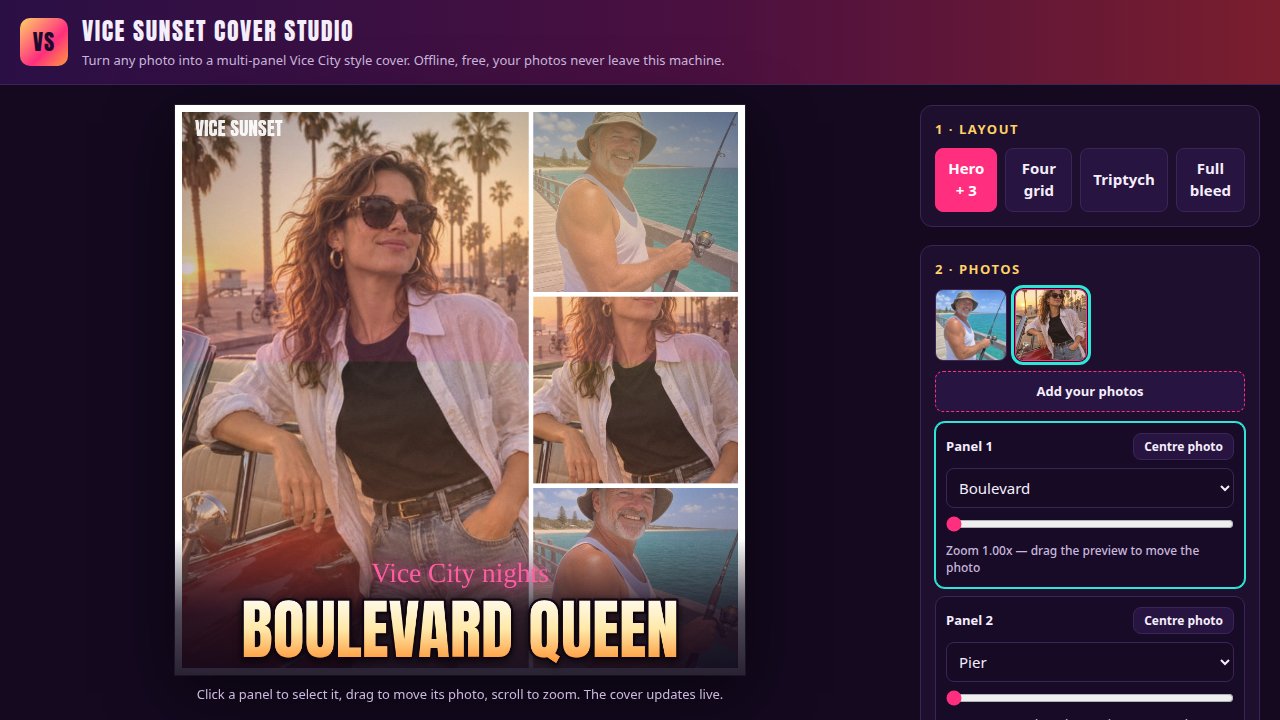 VS
VICE SUNSET COVER STUDIO
Turn any photo into a multi-panel Vice City style cover. Offline, free, your photos never leave this machine.
VICE SUNSET
Vice City nights
BOULEVARD QUEEN
Click a panel to select it, drag to move its photo, scroll to zoom. The cover updates live.
1 · LAYOUT
Hero
+ 3
Four
grid
Triptych
Full
bleed
2 · PHOTOS
Add your photos
Panel 1
Centre photo
Boulevard
Zoom 1.00x — drag the preview to move the
photo
Panel 2
Centre photo
Pier